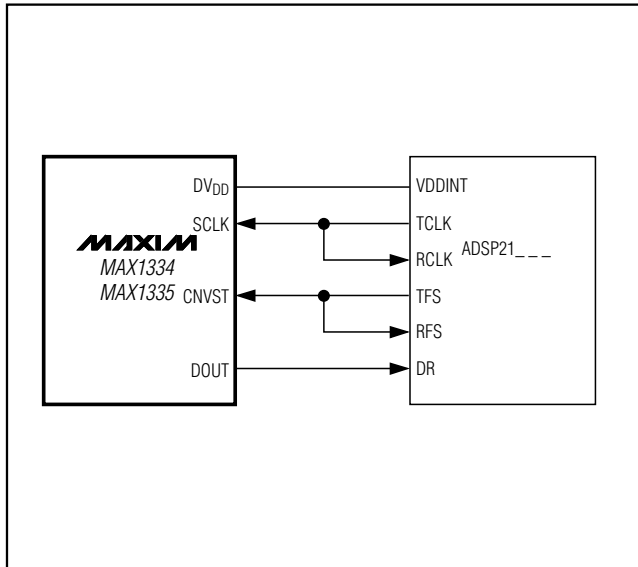 DVDD
SCLK
MAXIM
MAX1334
MAX1335
CNVST
DOUT
VDDINT
TCLK
RCLK
ADSP21_ _ _
TFS
RFS
DR